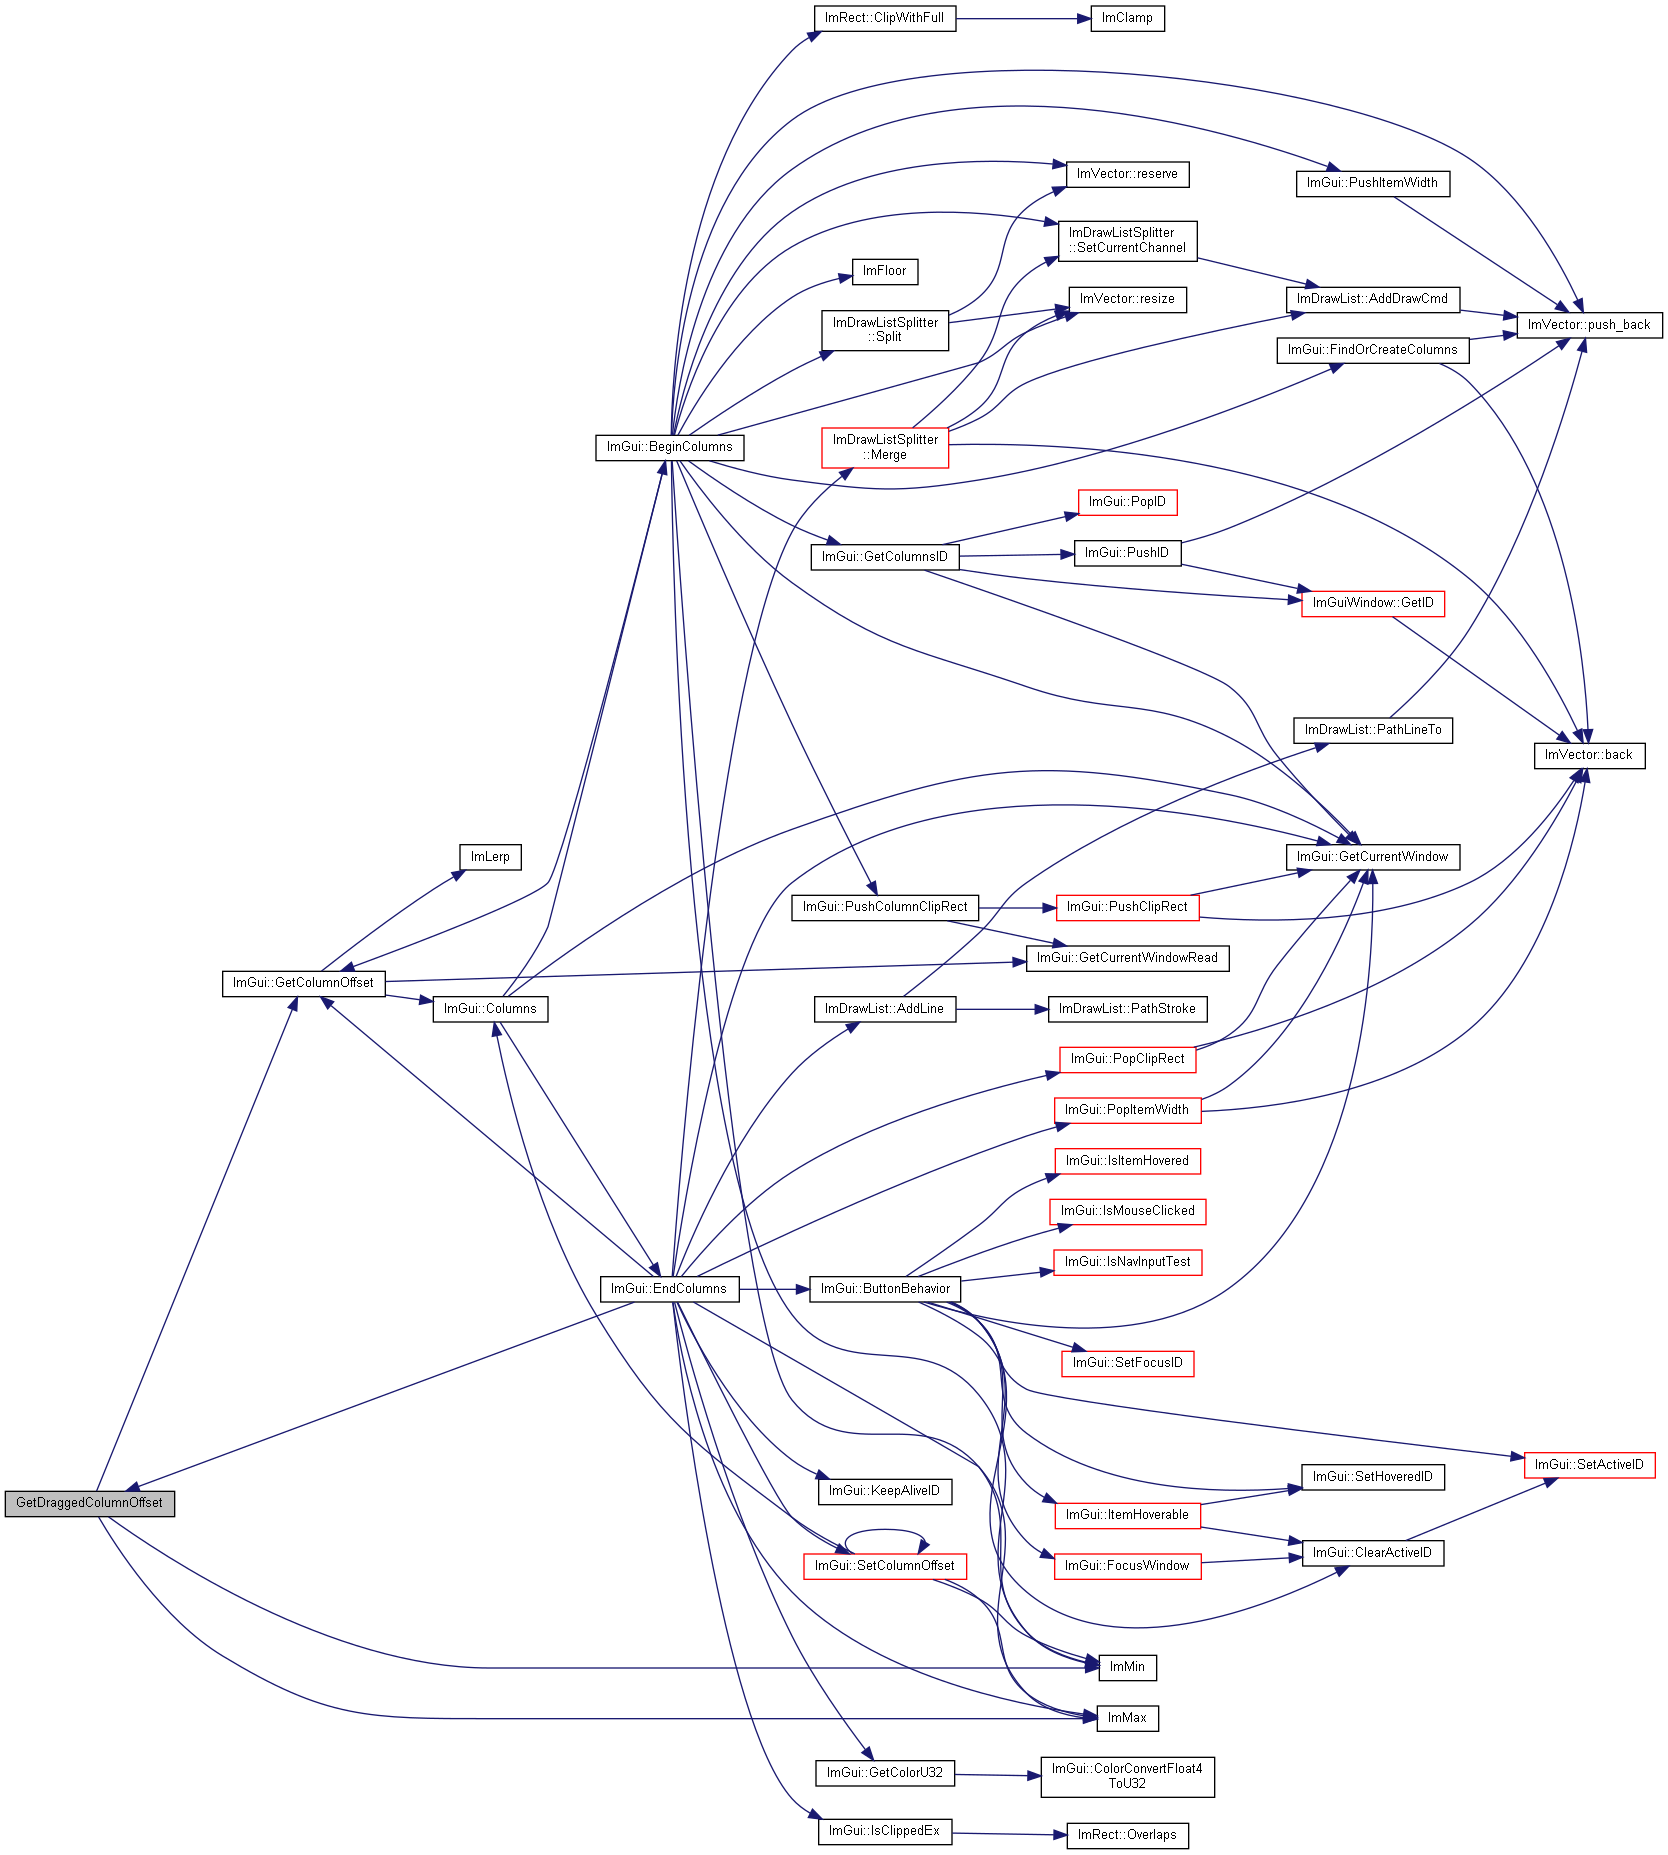 ImRect::ClipWithFull
ImClamp
ImVector::reserve
ImGui::PushItemWidth
ImDrawListSplitter
::SetCurrentChannel
ImFloor
ImVector::resize
ImDrawList::AddDrawCmd
ImDrawListSplitter
::Split
ImVector::push_back
ImGui::FindOrCreateColumns
ImGui::BeginColumns
ImDrawListSplitter
::Merge
ImGui::PopID
ImGui::GetColumnsID
ImGui::PushID
ImGuiWindow::GetID
ImDrawList::PathLineTo
ImVector::back
ImLerp
ImGui::GetCurrentWindow
ImGui::PushColumnClipRect
ImGui::PushClipRect
ImGui::GetCurrentWindowRead
ImGui::GetColumnOffset
ImGui::Columns
ImDrawList::AddLine
ImDrawList::PathStroke
ImGui::PopClipRect
ImGui::PopItemWidth
ImGui::IsItemHovered
ImGui::IsMouseClicked
ImGui::IsNavInputTest
ImGui::EndColumns
ImGui::ButtonBehavior
ImGui::SetFocusID
ImGui::SetActiveID
ImGui::SetHoveredID
ImGui::KeepAliveID
GetDraggedColumnOffset
ImGui::ItemHoverable
ImGui::ClearActiveID
ImGui::SetColumnOffset
ImGui::FocusWindow
ImMin
ImMax
ImGui::GetColorU32
ImGui::ColorConvertFloat4
ToU32
ImGui::IsClippedEx
ImRect::Overlaps